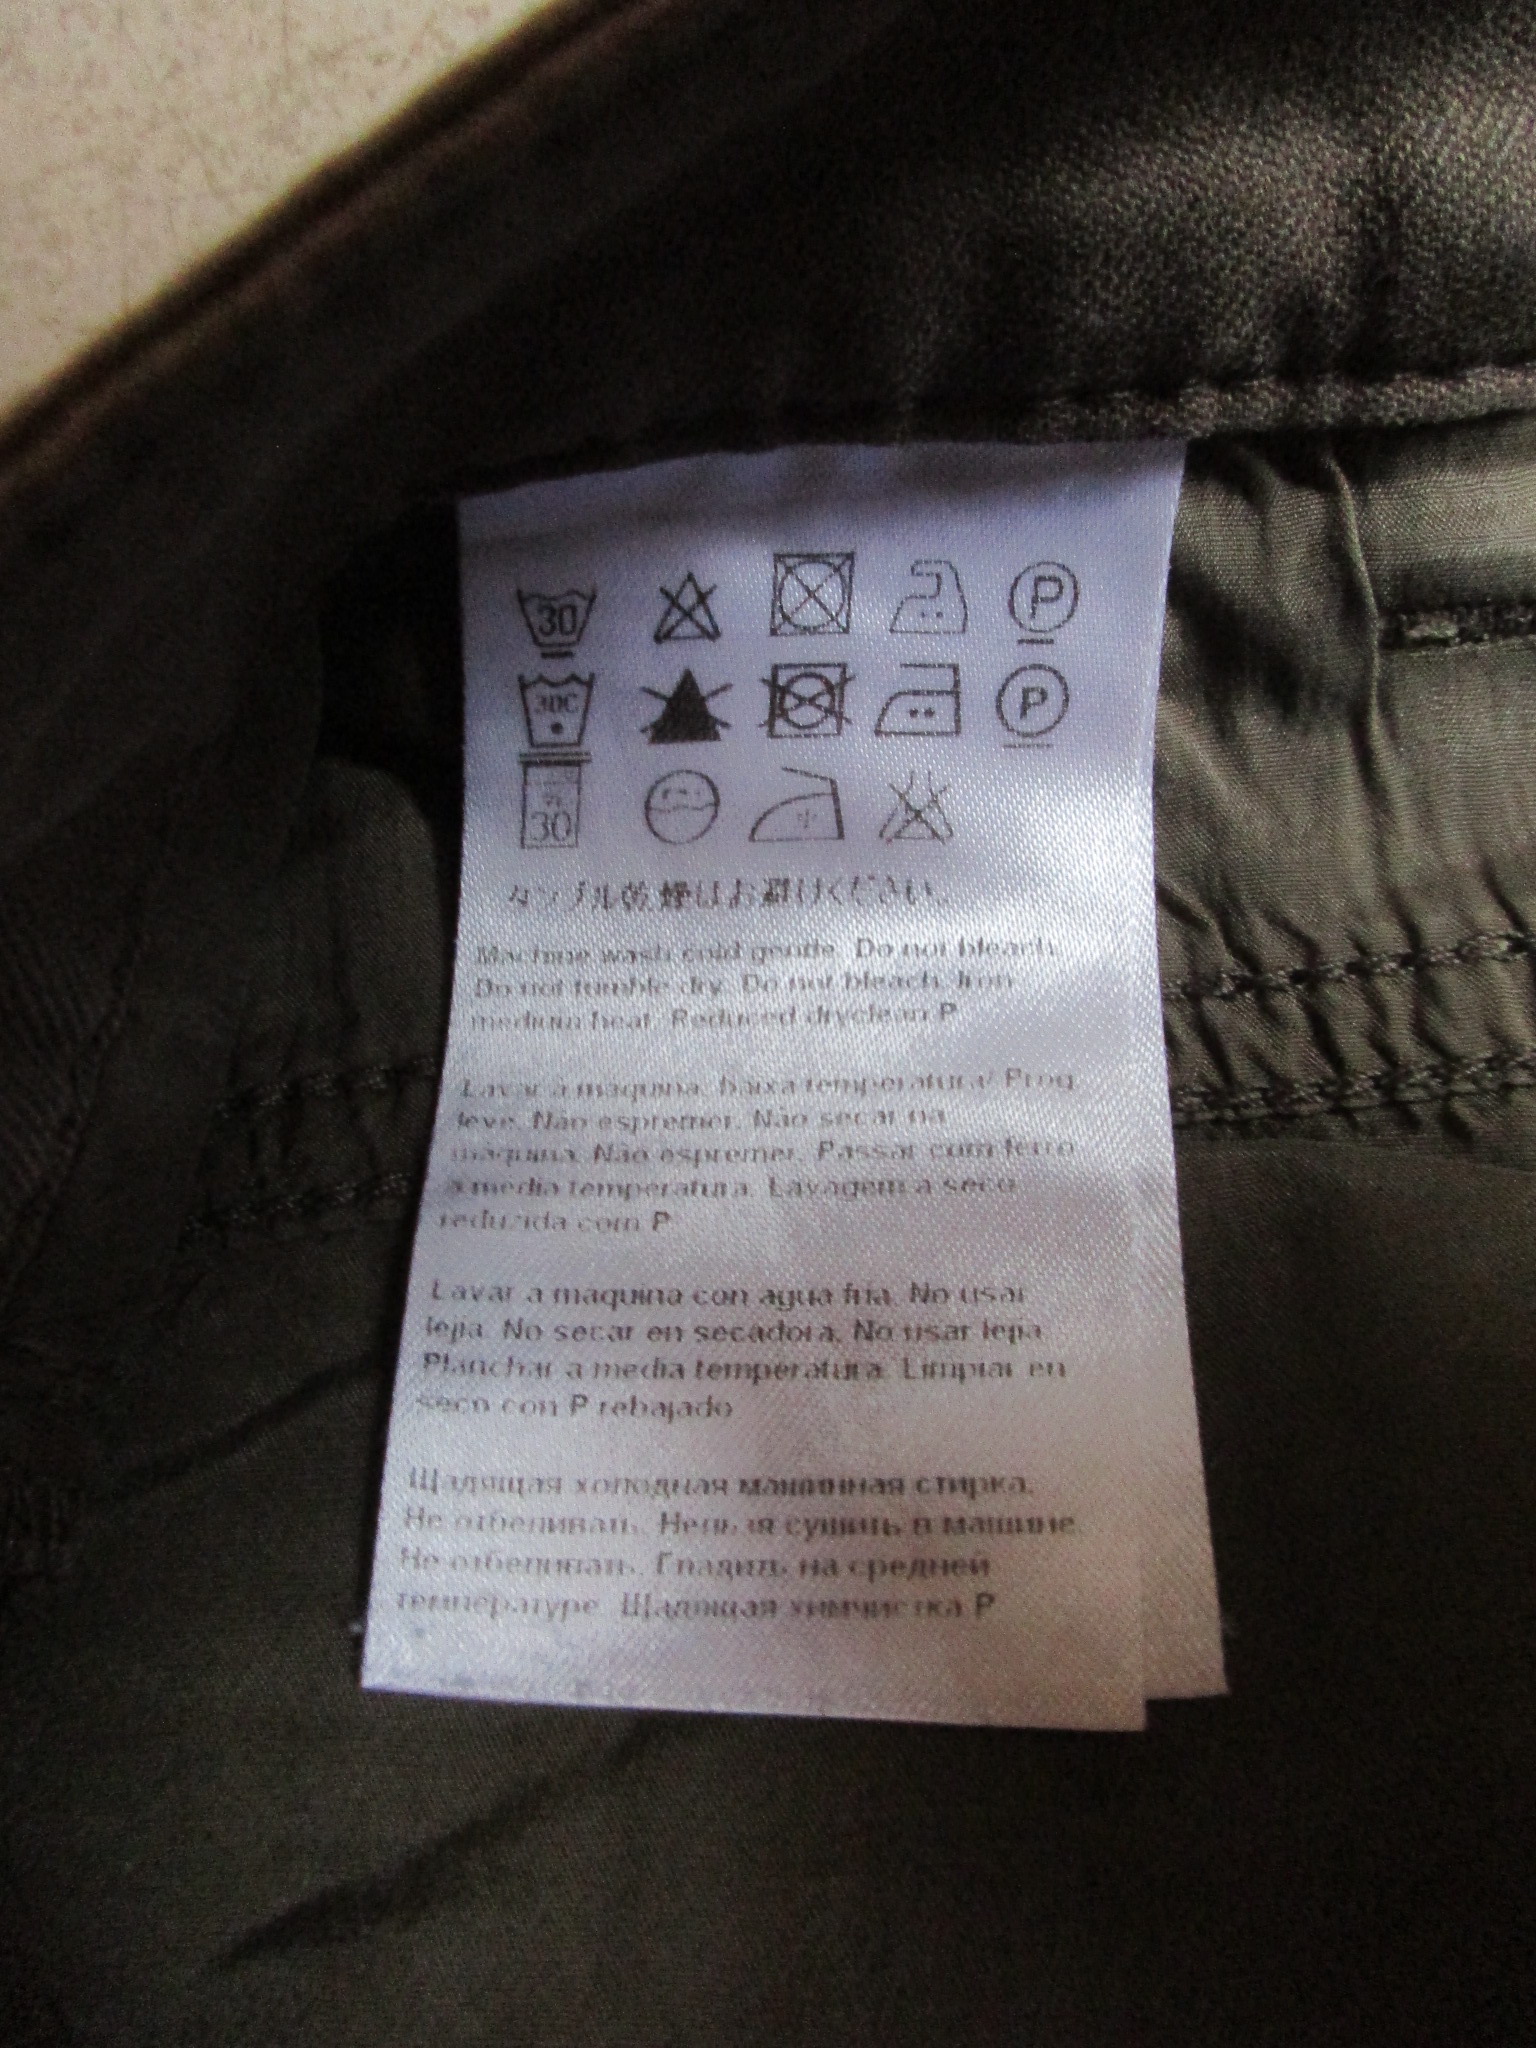 30 P
30C P
弱 30 中
タンブル乾燥はお避けください。
Machine wash cold gentle. Do not bleach.
Do not tumble dry. Do not bleach. Iron
medium heat. Reduced dryclean P
Lavar à maquina, baixa temperatura/ Prog
leve. Não espremer. Não secar na
máquina. Não espremer. Passar com ferro
a média temperatura. Lavagem a seco
reduzida com P
Lavar a maquina con agua fria. No usar
lejia. No secar en secadora. No usar lejia
Planchar a media temperatura. Limpiar en
seco con P rebajado
Щадящая холодная машинная стирка.
Не отбеливать. Нельзя сушить в машине.
Не отбеливать. Гладить на средней
температуре. Щадящая химчистка P